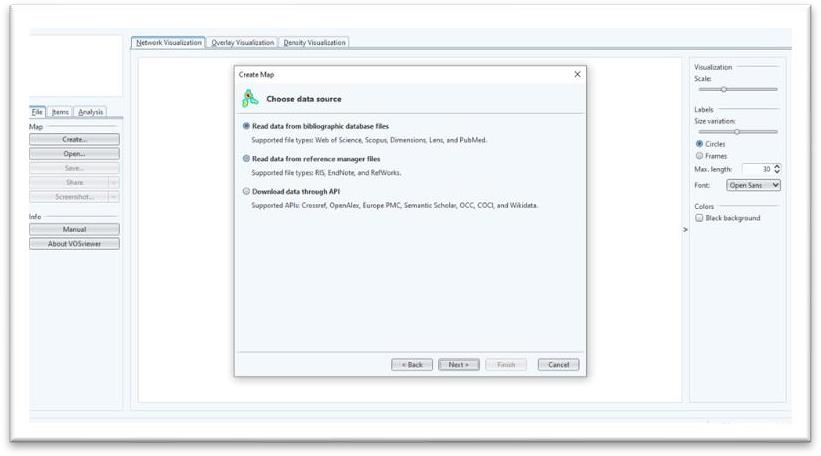 Network Visualization Overlay Visualization Density Visualization
File Items Analysis
Map
Create...
Open...
Save...
Share
Screenshot...
Info
Manual
About VOSviewer
Create Map
Choose data source
Read data from bibliographic database files
Supported file types: Web of Science, Scopus, Dimensions, Lens, and PubMed.
Read data from reference manager files
Supported file types: RIS, EndNote, and RefWorks.
Download data through API
Supported APIs: Crossref, OpenAlex, Europe PMC, Semantic Scholar, OCC, COCI, and Wikidata.
< Back Next > Finish Cancel
>
Visualization
Scale:
Labels
Size variation:
Circles
Frames
Max. length: 30
Font: Open Sans
Colors
Black background